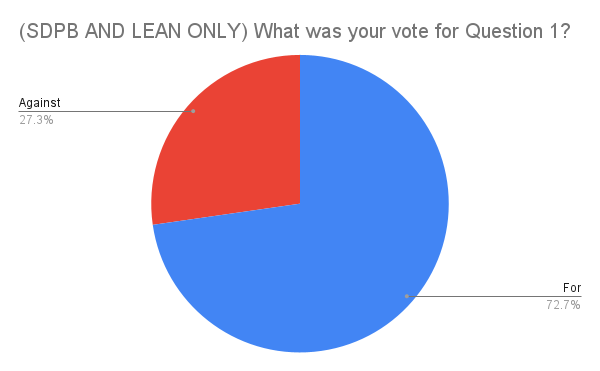 (SDPB AND LEAN ONLY) What was your vote for Question 1?
Against
27.3%
For
72.7%